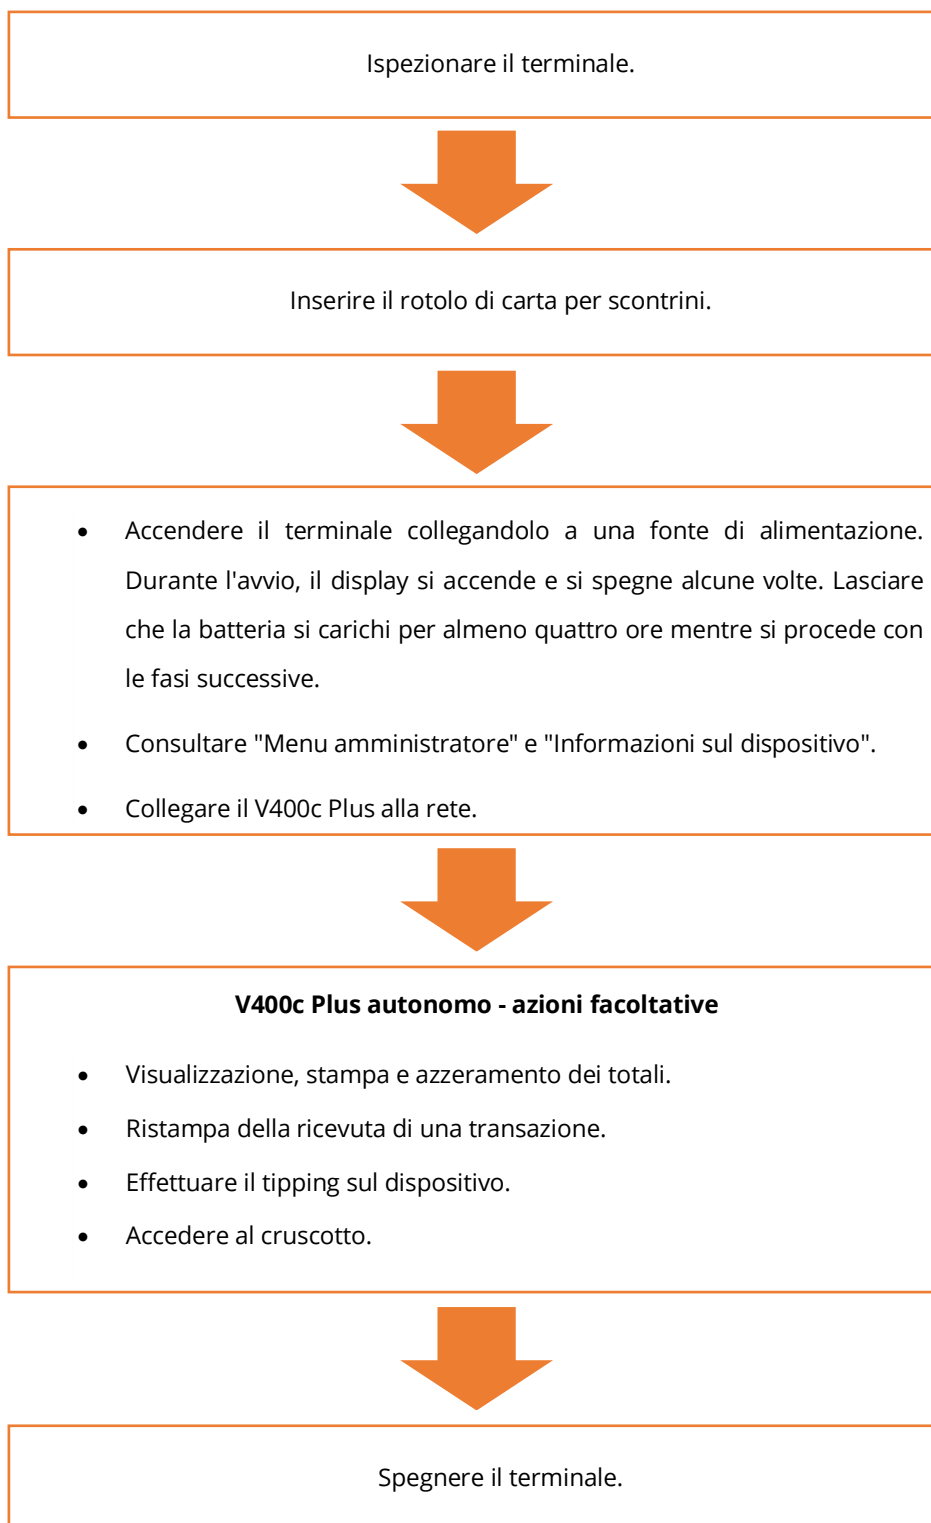 Ispezionare il terminale.
Inserire il rotolo di carta per scontrini.
• Accendere il terminale collegandolo a una fonte di alimentazione.
Durante l'avvio, il display si accende e si spegne alcune volte. Lasciare
che la batteria si carichi per almeno quattro ore mentre si procede con
le fasi successive.
• Consultare "Menu amministratore" e "Informazioni sul dispositivo".
• Collegare il V400c Plus alla rete.
V400c Plus autonomo - azioni facoltative
• Visualizzazione, stampa e azzeramento dei totali.
• Ristampa della ricevuta di una transazione.
• Effettuare il tipping sul dispositivo.
• Accedere al cruscotto.
Spegnere il terminale.